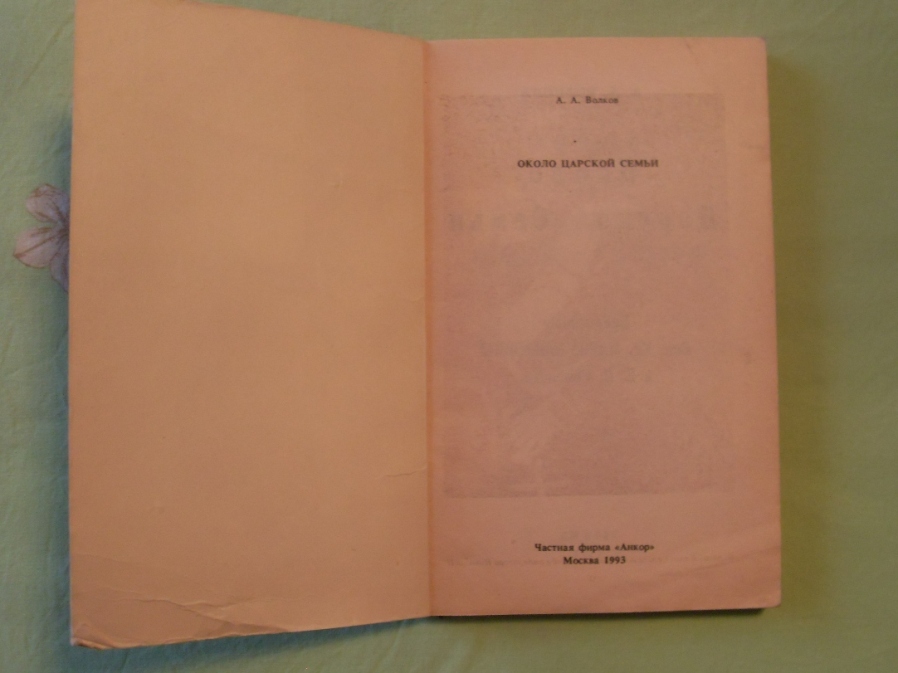 А. А. Волков
ОКОЛО ЦАРСКОЙ СЕМЬИ
Частная фирма «Анкор»
Москва 1993